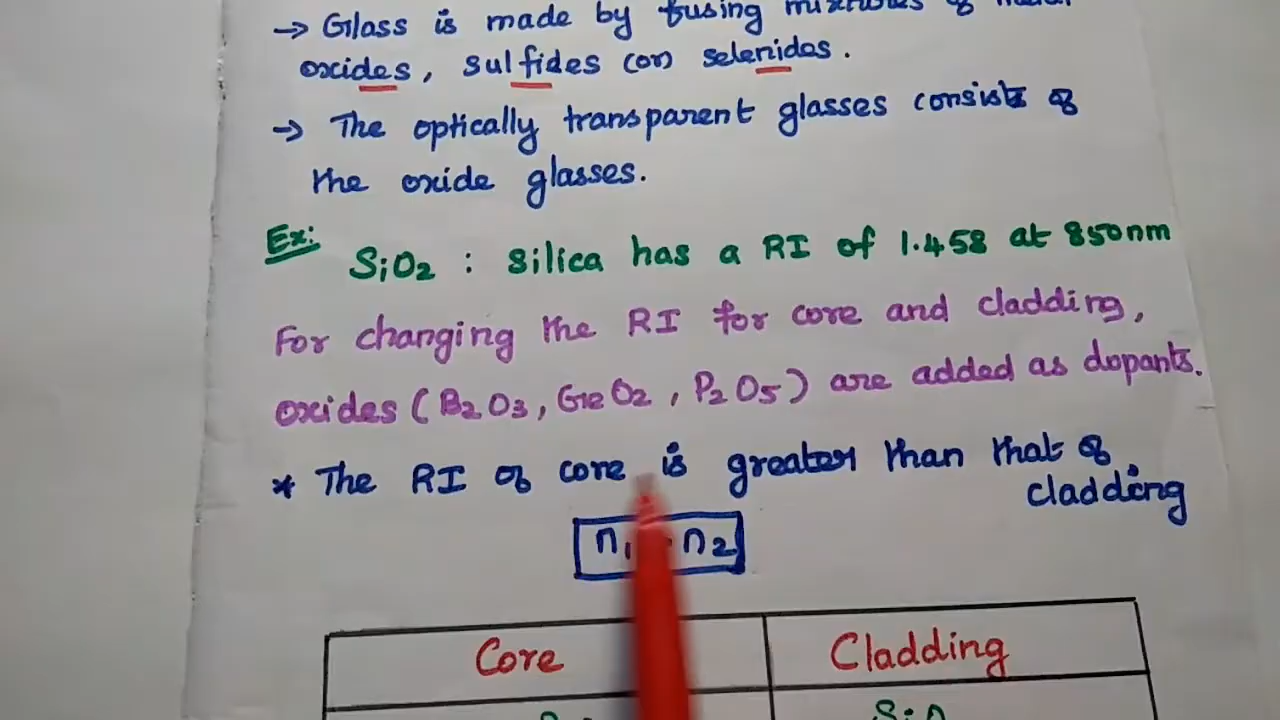 → Glass is made by fusing mixtures of metal
oxides, sulfides (or) selenides.
→ The optically transparent glasses consists of
the oxide glasses.
Ex:
SiO2 : Silica has a RI of 1.458 at 850nm
For changing the RI for core and cladding,
oxides (B2O3, GeO2, P2O5) are added as dopants.
* The RI of core is greater than that of
cladding
n1 n2
Core Cladding